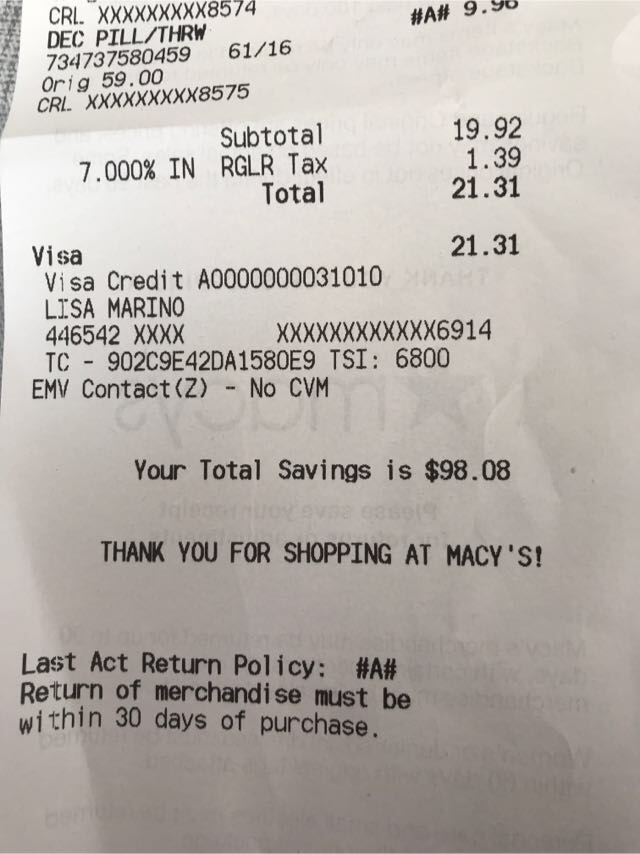 CRL XXXXXXXXX8574
#A# 9.96
DEC PILL/THRW
734737580459 61/16
Orig 59.00
CRL XXXXXXXXX8575
Subtotal 19.92
7.000% IN RGLR Tax 1.39
Total 21.31
Visa 21.31
Visa Credit A0000000031010
LISA MARINO
446542 XXXX XXXXXXXXXXXX6914
TC - 902C9E42DA1580E9 TSI: 6800
EMV Contact(Z) - No CVM
Your Total Savings is $98.08
THANK YOU FOR SHOPPING AT MACY'S!
Last Act Return Policy: #A#
Return of merchandise must be
within 30 days of purchase.